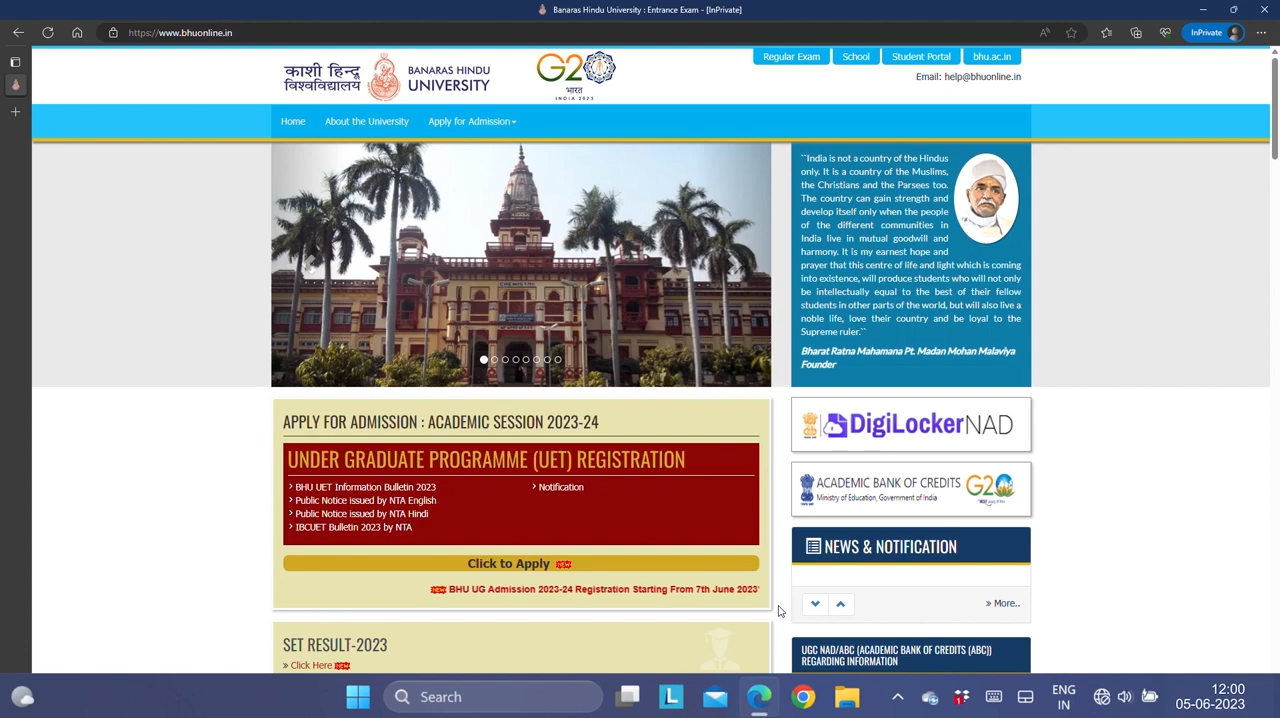 Banaras Hindu University : Entrance Exam - [InPrivate]
https://www.bhuonline.in
InPrivate
काशी हिन्दू
विश्वविद्यालय
BANARAS HINDU
UNIVERSITY
G20
भारत
INDIA 2023
Regular Exam School Student Portal bhu.ac.in
Email: help@bhuonline.in
Home About the University Apply for Admission
``India is not a country of the Hindus
only. It is a country of the Muslims,
the Christians and the Parsees too.
The country can gain strength and
develop itself only when the people
of the different communities in
India live in mutual goodwill and
harmony. It is my earnest hope and
prayer that this centre of life and light which is coming
into existence, will produce students who will not only
be intellectually equal to the best of their fellow
students in other parts of the world, but will also live a
noble life, love their country and be loyal to the
Supreme ruler.``
Bharat Ratna Mahamana Pt. Madan Mohan Malaviya
Founder
APPLY FOR ADMISSION : ACADEMIC SESSION 2023-24
UNDER GRADUATE PROGRAMME (UET) REGISTRATION
BHU UET Information Bulletin 2023
Public Notice issued by NTA English
Public Notice issued by NTA Hindi
IBCUET Bulletin 2023 by NTA
Notification
Click to Apply NEW
NEW BHU UG Admission 2023-24 Registration Starting From 7th June 2023
SET RESULT-2023
» Click Here NEW
DigiLocker NAD
ACADEMIC BANK OF CREDITS
Ministry of Education, Government of India
G20
NEWS & NOTIFICATION
» More..
UGC NAD/ABC (ACADEMIC BANK OF CREDITS (ABC))
REGARDING INFORMATION
Search
L
1
ENG
IN
12:00
05-06-2023